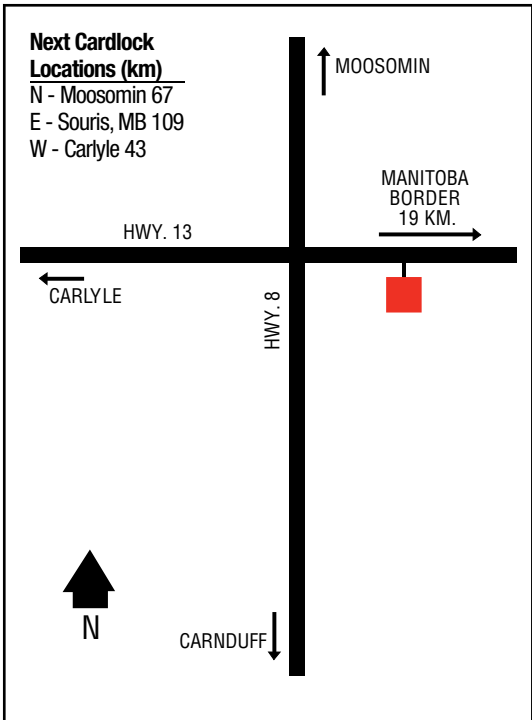 Next Cardlock
Locations (km)
N - Moosomin 67
E - Souris, MB 109
W - Carlyle 43
MOOSOMIN
MANITOBA
BORDER
19 KM.
HWY. 13
CARLYLE
HWY. 8
CARNDUFF
N